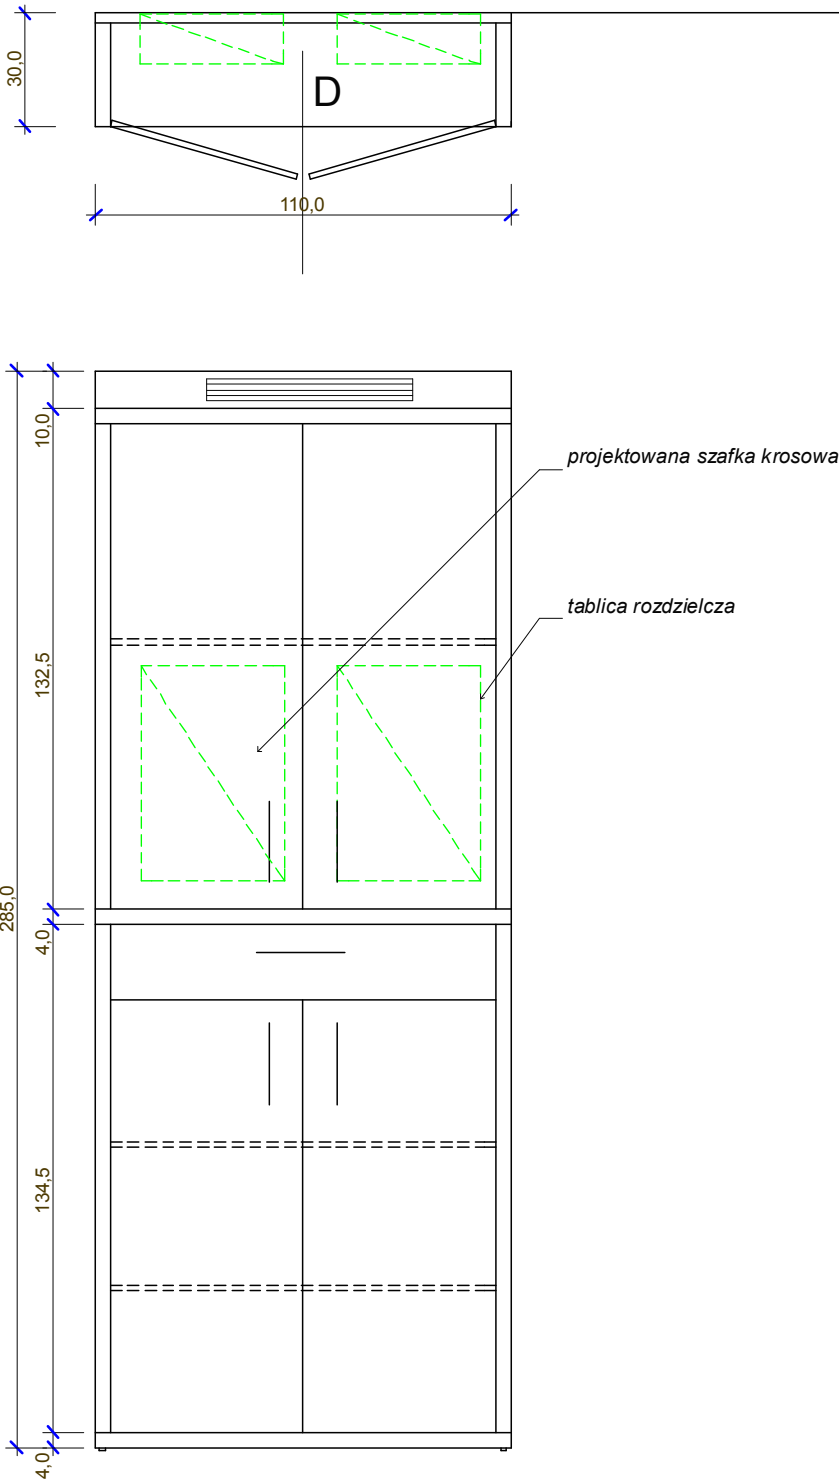 30,0
D
110,0
10,0
projektowana szafka krosowa
tablica rozdzielcza
132,5
285,0
4,0
134,5
4,0